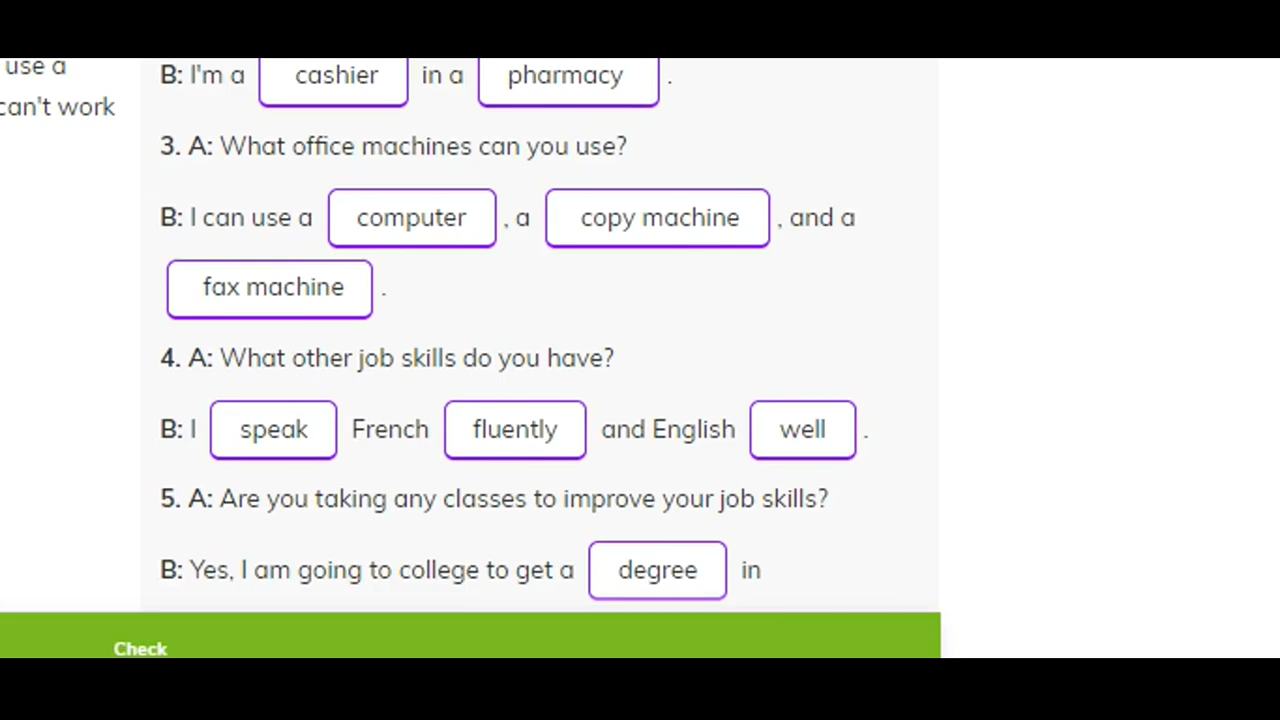 use a
can't work
B: I'm a cashier in a pharmacy .
3. A: What office machines can you use?
B: I can use a computer , a copy machine , and a
fax machine .
4. A: What other job skills do you have?
B: I speak French fluently and English well .
5. A: Are you taking any classes to improve your job skills?
B: Yes, I am going to college to get a degree in
Check